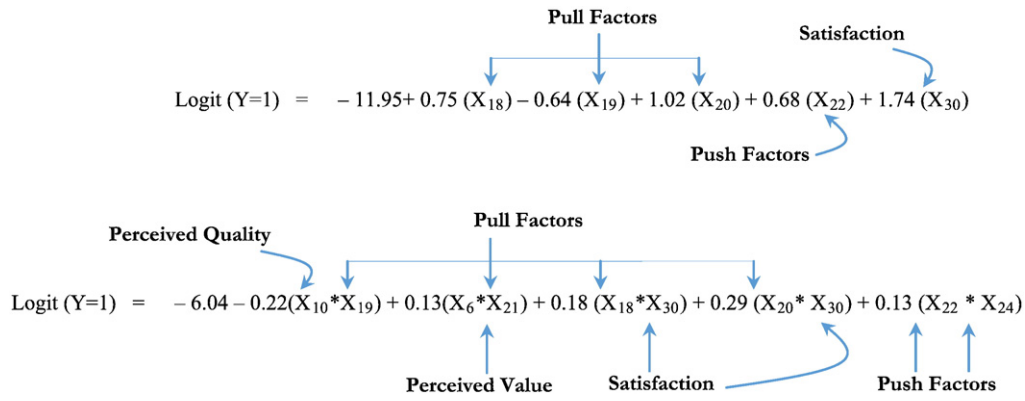 Pull Factors
Satisfaction
Logit (Y=1) = – 11.95+ 0.75 (X₁₈) – 0.64 (X₁₉) + 1.02 (X₂₀) + 0.68 (X₂₂) + 1.74 (X₃₀)
Push Factors
Pull Factors
Perceived Quality
Logit (Y=1) = – 6.04 – 0.22(X₁₀*X₁₉) + 0.13(X₆*X₂₁) + 0.18 (X₁₈*X₃₀) + 0.29 (X₂₀* X₃₀) + 0.13 (X₂₂ * X₂₄)
Perceived Value Satisfaction Push Factors